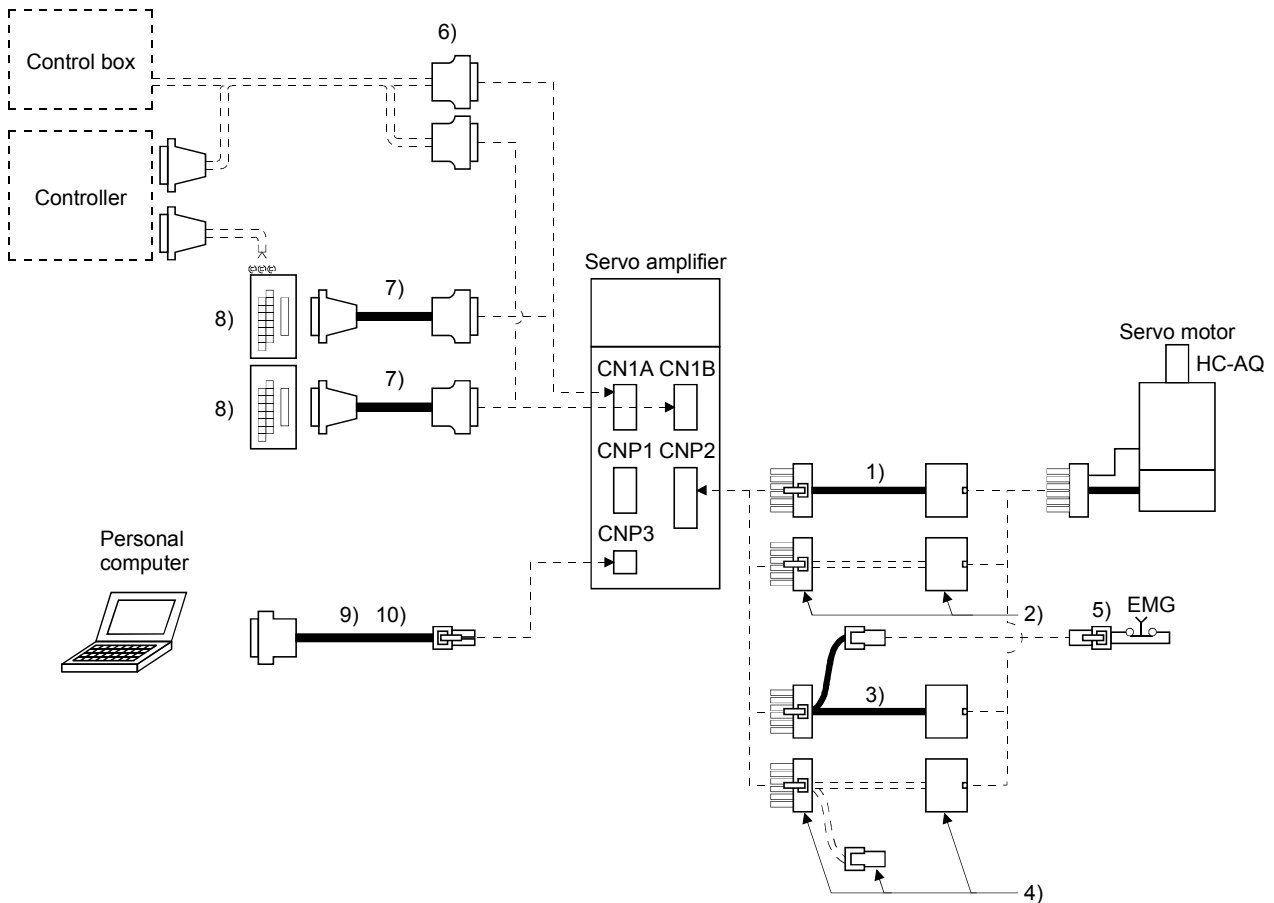 Control box
6)
Controller
Servo amplifier
7)
8)
Servo motor
HC-AQ
CN1A CN1B
7)
8)
CNP1 CNP2
1)
CNP3
Personal
computer
9) 10)
2)
5) EMG
3)
4)